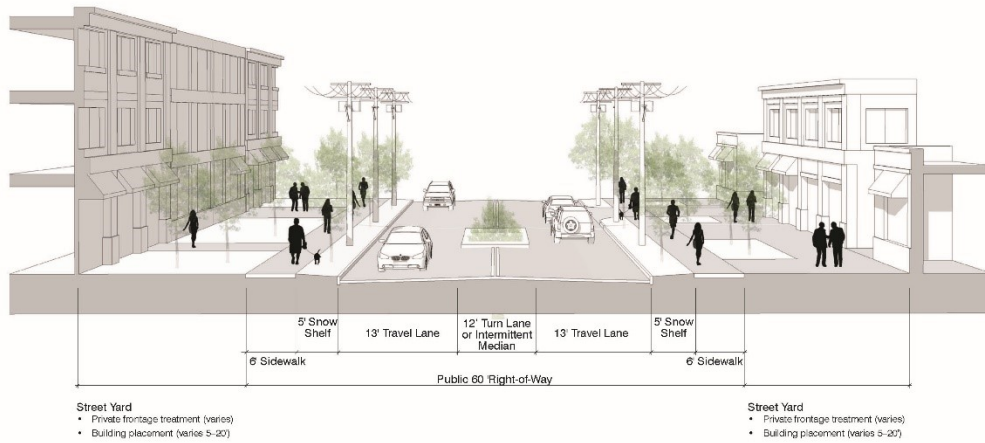 5' Snow
Shelf
13' Travel Lane
12' Turn Lane
or Intermittent
Median
13' Travel Lane
5' Snow
Shelf
6' Sidewalk
6' Sidewalk
Public 60 'Right-of-Way
Street Yard
• Private frontage treatment (varies)
• Building placement (varies 5–20')
Street Yard
• Private frontage treatment (varies)
• Building placement (varies 5–20')